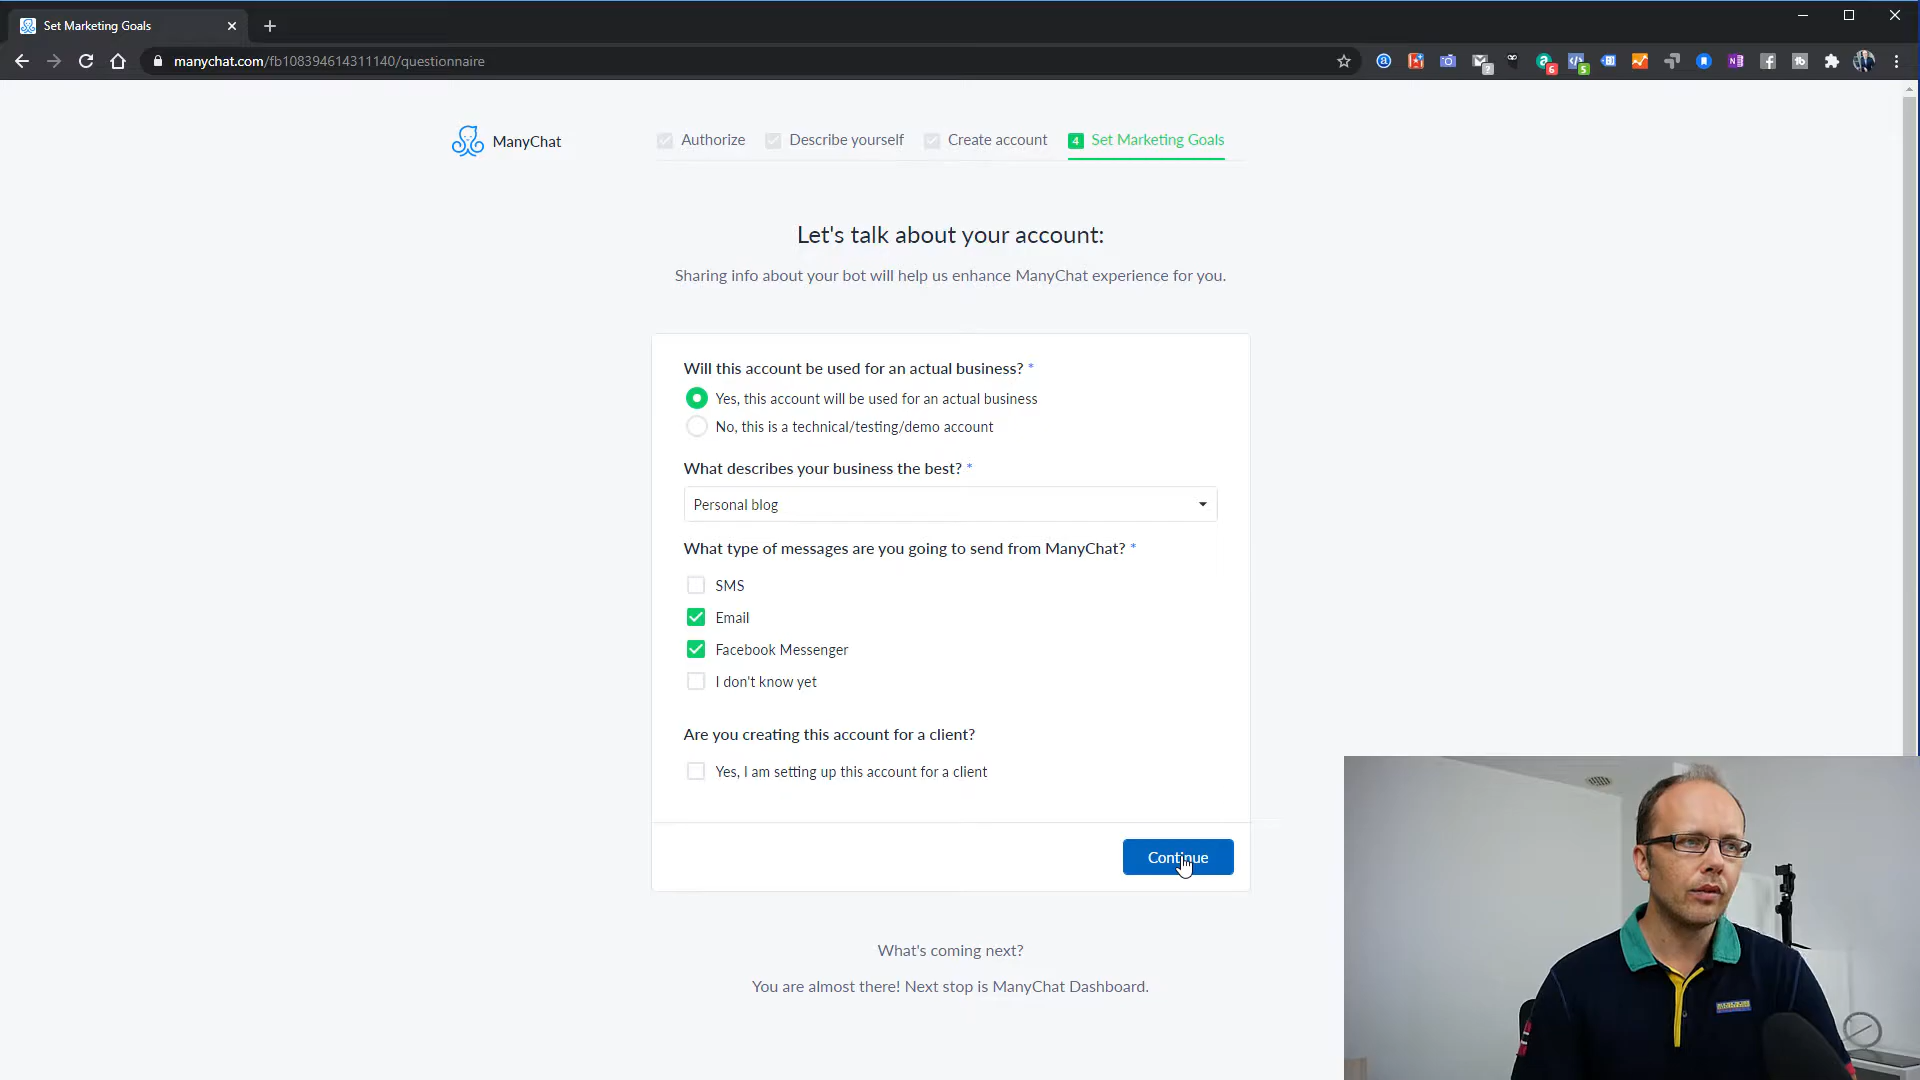 Set Marketing Goals
manychat.com/fb108394614311140/questionnaire
ManyChat
Authorize
Describe yourself
Create account
4 Set Marketing Goals
Let's talk about your account:
Sharing info about your bot will help us enhance ManyChat experience for you.
Will this account be used for an actual business? *
Yes, this account will be used for an actual business
No, this is a technical/testing/demo account
What describes your business the best? *
Personal blog
What type of messages are you going to send from ManyChat? *
SMS
Email
Facebook Messenger
I don't know yet
Are you creating this account for a client?
Yes, I am setting up this account for a client
Continue
What's coming next?
You are almost there! Next stop is ManyChat Dashboard.